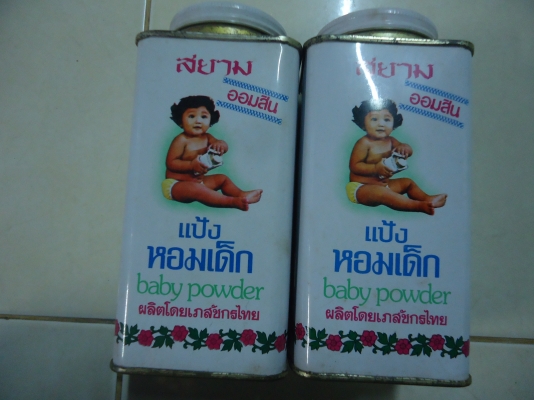 สยาม
ออมสิน
แป้ง
หอมเด็ก
baby powder
ผลิตโดยเภสัชกรไทย
สยาม
ออมสิน
แป้ง
หอมเด็ก
baby powder
ผลิตโดยเภสัชกรไทย